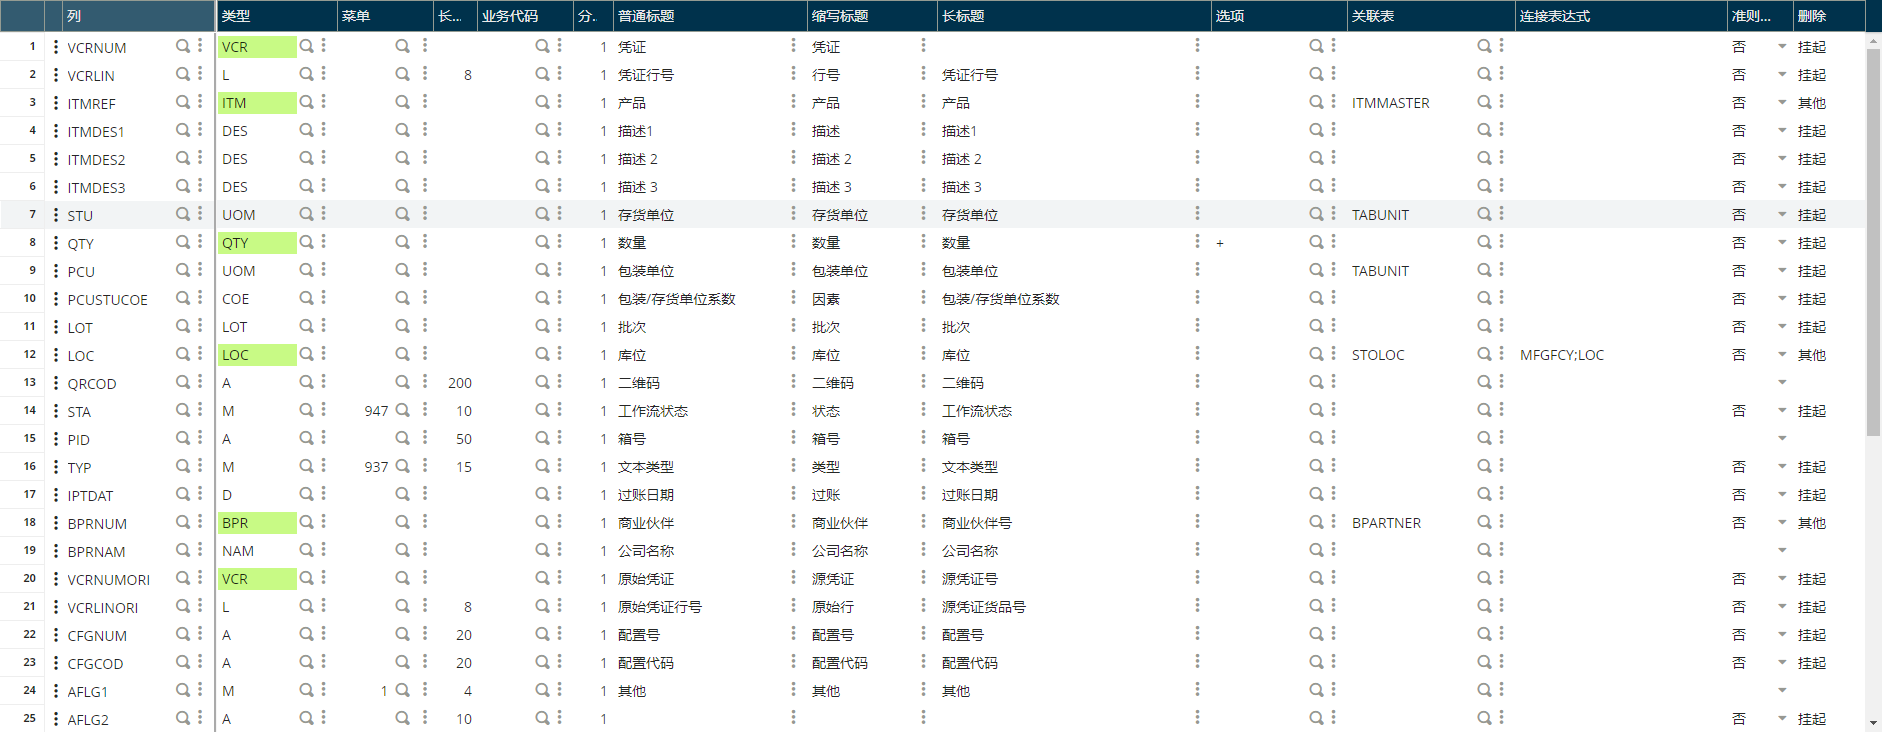 列 类型 菜单 长... 业务代码 分.. 普通标题 缩写标题 长标题 选项 关联表 连接表达式 准则... 删除
1 VCRNUM VCR 1 凭证 凭证 否 挂起
2 VCRLIN L 8 1 凭证行号 行号 凭证行号 否 挂起
3 ITMREF ITM 1 产品 产品 产品 ITMMASTER 否 其他
4 ITMDES1 DES 1 描述1 描述 描述1 否 挂起
5 ITMDES2 DES 1 描述 2 描述 2 描述 2 否 挂起
6 ITMDES3 DES 1 描述 3 描述 3 描述 3 否 挂起
7 STU UOM 1 存货单位 存货单位 存货单位 TABUNIT 否 挂起
8 QTY QTY 1 数量 数量 数量 + 否 挂起
9 PCU UOM 1 包装单位 包装单位 包装单位 TABUNIT 否 挂起
10 PCUSTUCOE COE 1 包装/存货单位系数 因素 包装/存货单位系数 否 挂起
11 LOT LOT 1 批次 批次 批次 否 挂起
12 LOC LOC 1 库位 库位 库位 STOLOC MFGFCY;LOC 否 其他
13 QRCOD A 200 1 二维码 二维码 二维码
14 STA M 947 10 1 工作流状态 状态 工作流状态 否 挂起
15 PID A 50 1 箱号 箱号 箱号
16 TYP M 937 15 1 文本类型 类型 文本类型 否 挂起
17 IPTDAT D 1 过账日期 过账 过账日期 否 挂起
18 BPRNUM BPR 1 商业伙伴 商业伙伴 商业伙伴号 BPARTNER 否 其他
19 BPRNAM NAM 1 公司名称 公司名称 公司名称
20 VCRNUMORI VCR 1 原始凭证 源凭证 源凭证号 否 挂起
21 VCRLINORI L 8 1 原始凭证行号 原始行 源凭证货品号 否 挂起
22 CFGNUM A 20 1 配置号 配置号 配置号 否 挂起
23 CFGCOD A 20 1 配置代码 配置代码 配置代码 否 挂起
24 AFLG1 M 1 4 1 其他 其他 其他
25 AFLG2 A 10 1 否 挂起